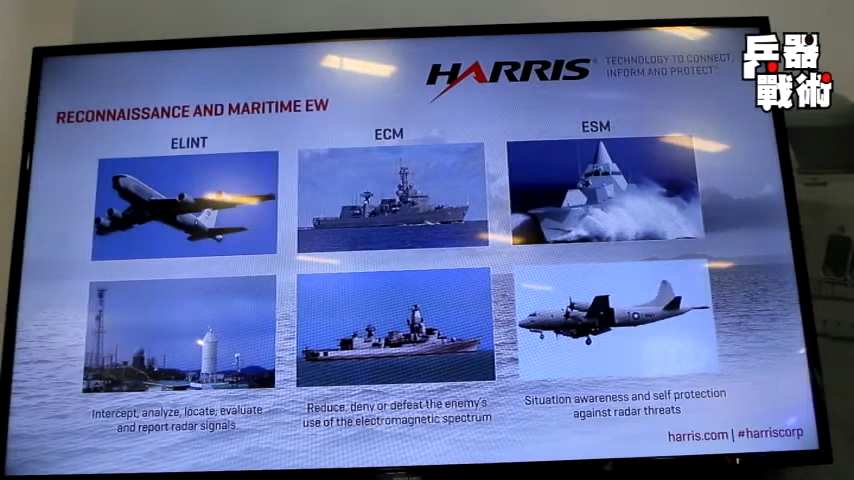 兵器
戰術
HARRIS®
TECHNOLOGY TO CONNECT,
INFORM AND PROTECT™
RECONNAISSANCE AND MARITIME EW
ELINT
ECM
ESM
Intercept, analyze, locate, evaluate
and report radar signals
Reduce, deny or defeat the enemy's
use of the electromagnetic spectrum
Situation awareness and self protection
against radar threats
harris.com | #harriscorp